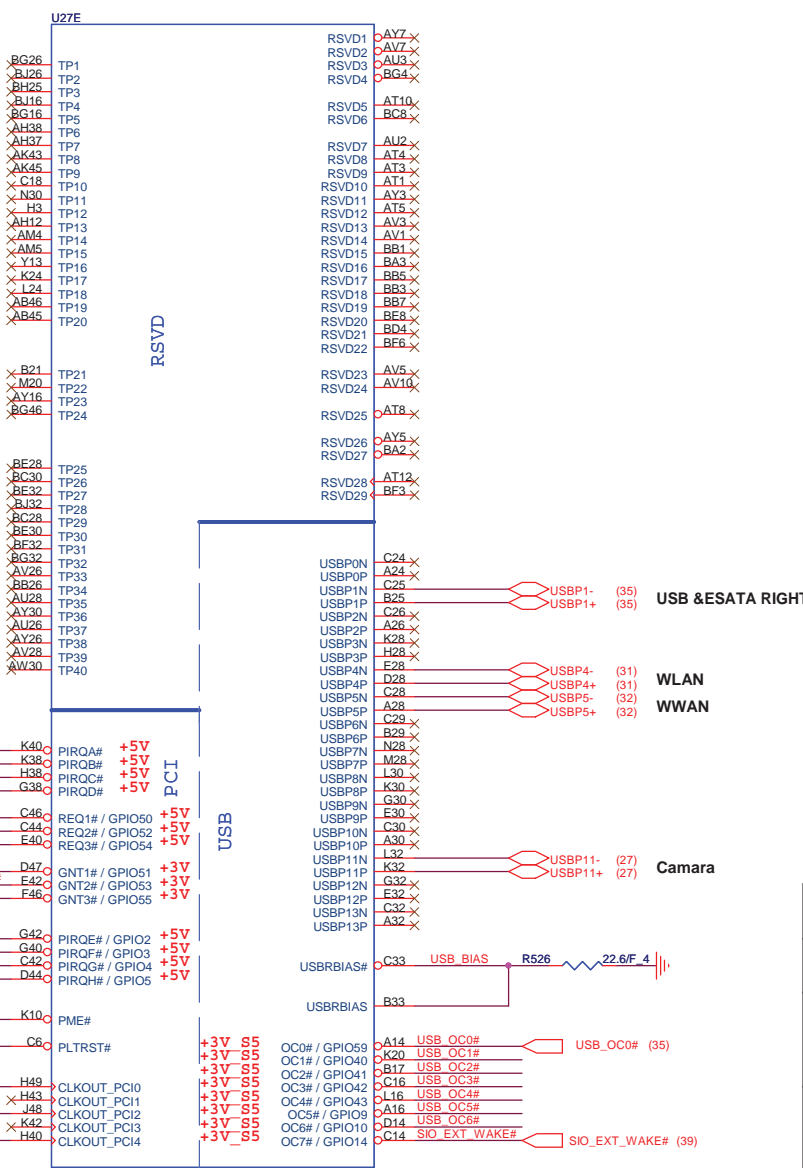 U27E
RSVD1 AY7
RSVD2 AV7
BG26 TP1 RSVD3 AU3
BJ26 TP2 RSVD4 BG4
BH25 TP3
BJ16 TP4 RSVD5 AT10
BG16 TP5 RSVD6 BC8
AH38 TP6
AH37 TP7 RSVD7 AU2
AK43 TP8 RSVD8 AT4
AK45 TP9 RSVD9 AT3
C18 TP10 RSVD10 AT1
N30 TP11 RSVD11 AY3
H3 TP12 RSVD12 AT5
AH12 TP13 RSVD13 AV3
AM4 TP14 RSVD14 AV1
AM5 TP15 RSVD15 BB1
Y13 TP16 RSVD16 BA3
K24 TP17 RSVD17 BB5
L24 TP18 RSVD18 BB3
AB46 TP19 RSVD19 BB7
AB45 TP20 RSVD20 BE8
RSVD21 BD4
RSVD22 BF6
RSVD
B21 TP21 RSVD23 AV5
M20 TP22 RSVD24 AV10
AY16 TP23
BG46 TP24 RSVD25 AT8
RSVD26 AY5
RSVD27 BA2
BE28 TP25
BC30 TP26 RSVD28 AT12
BE32 TP27 RSVD29 BF3
BJ32 TP28
BC28 TP29
BE30 TP30
BF32 TP31
BG32 TP32 USBP0N C24
AV26 TP33 USBP0P A24
BB26 TP34 USBP1N C25 USBP1- (35)
AU28 TP35 USBP1P B25 USBP1+ (35) USB &ESATA RIGHT
AY30 TP36 USBP2N C26
AU26 TP37 USBP2P A26
AY26 TP38 USBP3N K28
AV28 TP39 USBP3P H28
AW30 TP40 USBP4N E28 USBP4- (31)
USBP4P D28 USBP4+ (31) WLAN
USBP5N C28 USBP5- (32)
USBP5P A28 USBP5+ (32) WWAN
USBP6N C29
USBP6P B29
K40 PIRQA# +5V USBP7N N28
K38 PIRQB# +5V USBP7P M28
H38 PIRQC# +5V USBP8N L30
G38 PIRQD# +5V USBP8P K30
PCI
USBP9N G30
C46 REQ1# / GPIO50 +5V USBP9P E30
C44 REQ2# / GPIO52 +5V USBP10N C30
E40 REQ3# / GPIO54 +5V USBP10P A30
USB
USBP11N L32 USBP11- (27)
D47 GNT1# / GPIO51 +3V USBP11P K32 USBP11+ (27) Camara
E42 GNT2# / GPIO53 +3V USBP12N G32
F46 GNT3# / GPIO55 +3V USBP12P E32
USBP13N C32
USBP13P A32
G42 PIRQE# / GPIO2 +5V
G40 PIRQF# / GPIO3 +5V
C42 PIRQG# / GPIO4 +5V USBRBIAS# C33 USB_BIAS R526 22.6/F_4
D44 PIRQH# / GPIO5 +5V
USBRBIAS B33
K10 PME#
C6 PLTRST# +3V_S5 OC0# / GPIO59 A14 USB_OC0# USB_OC0# (35)
+3V_S5 OC1# / GPIO40 K20 USB_OC1#
+3V_S5 OC2# / GPIO41 B17 USB_OC2#
H49 CLKOUT_PCI0 +3V_S5 OC3# / GPIO42 C16 USB_OC3#
H43 CLKOUT_PCI1 +3V_S5 OC4# / GPIO43 L16 USB_OC4#
J48 CLKOUT_PCI2 +3V_S5 OC5# / GPIO9 A16 USB_OC5#
K42 CLKOUT_PCI3 +3V_S5 OC6# / GPIO10 D14 USB_OC6#
H40 CLKOUT_PCI4 +3V_S5 OC7# / GPIO14 C14 SIO_EXT_WAKE# SIO_EXT_WAKE# (39)